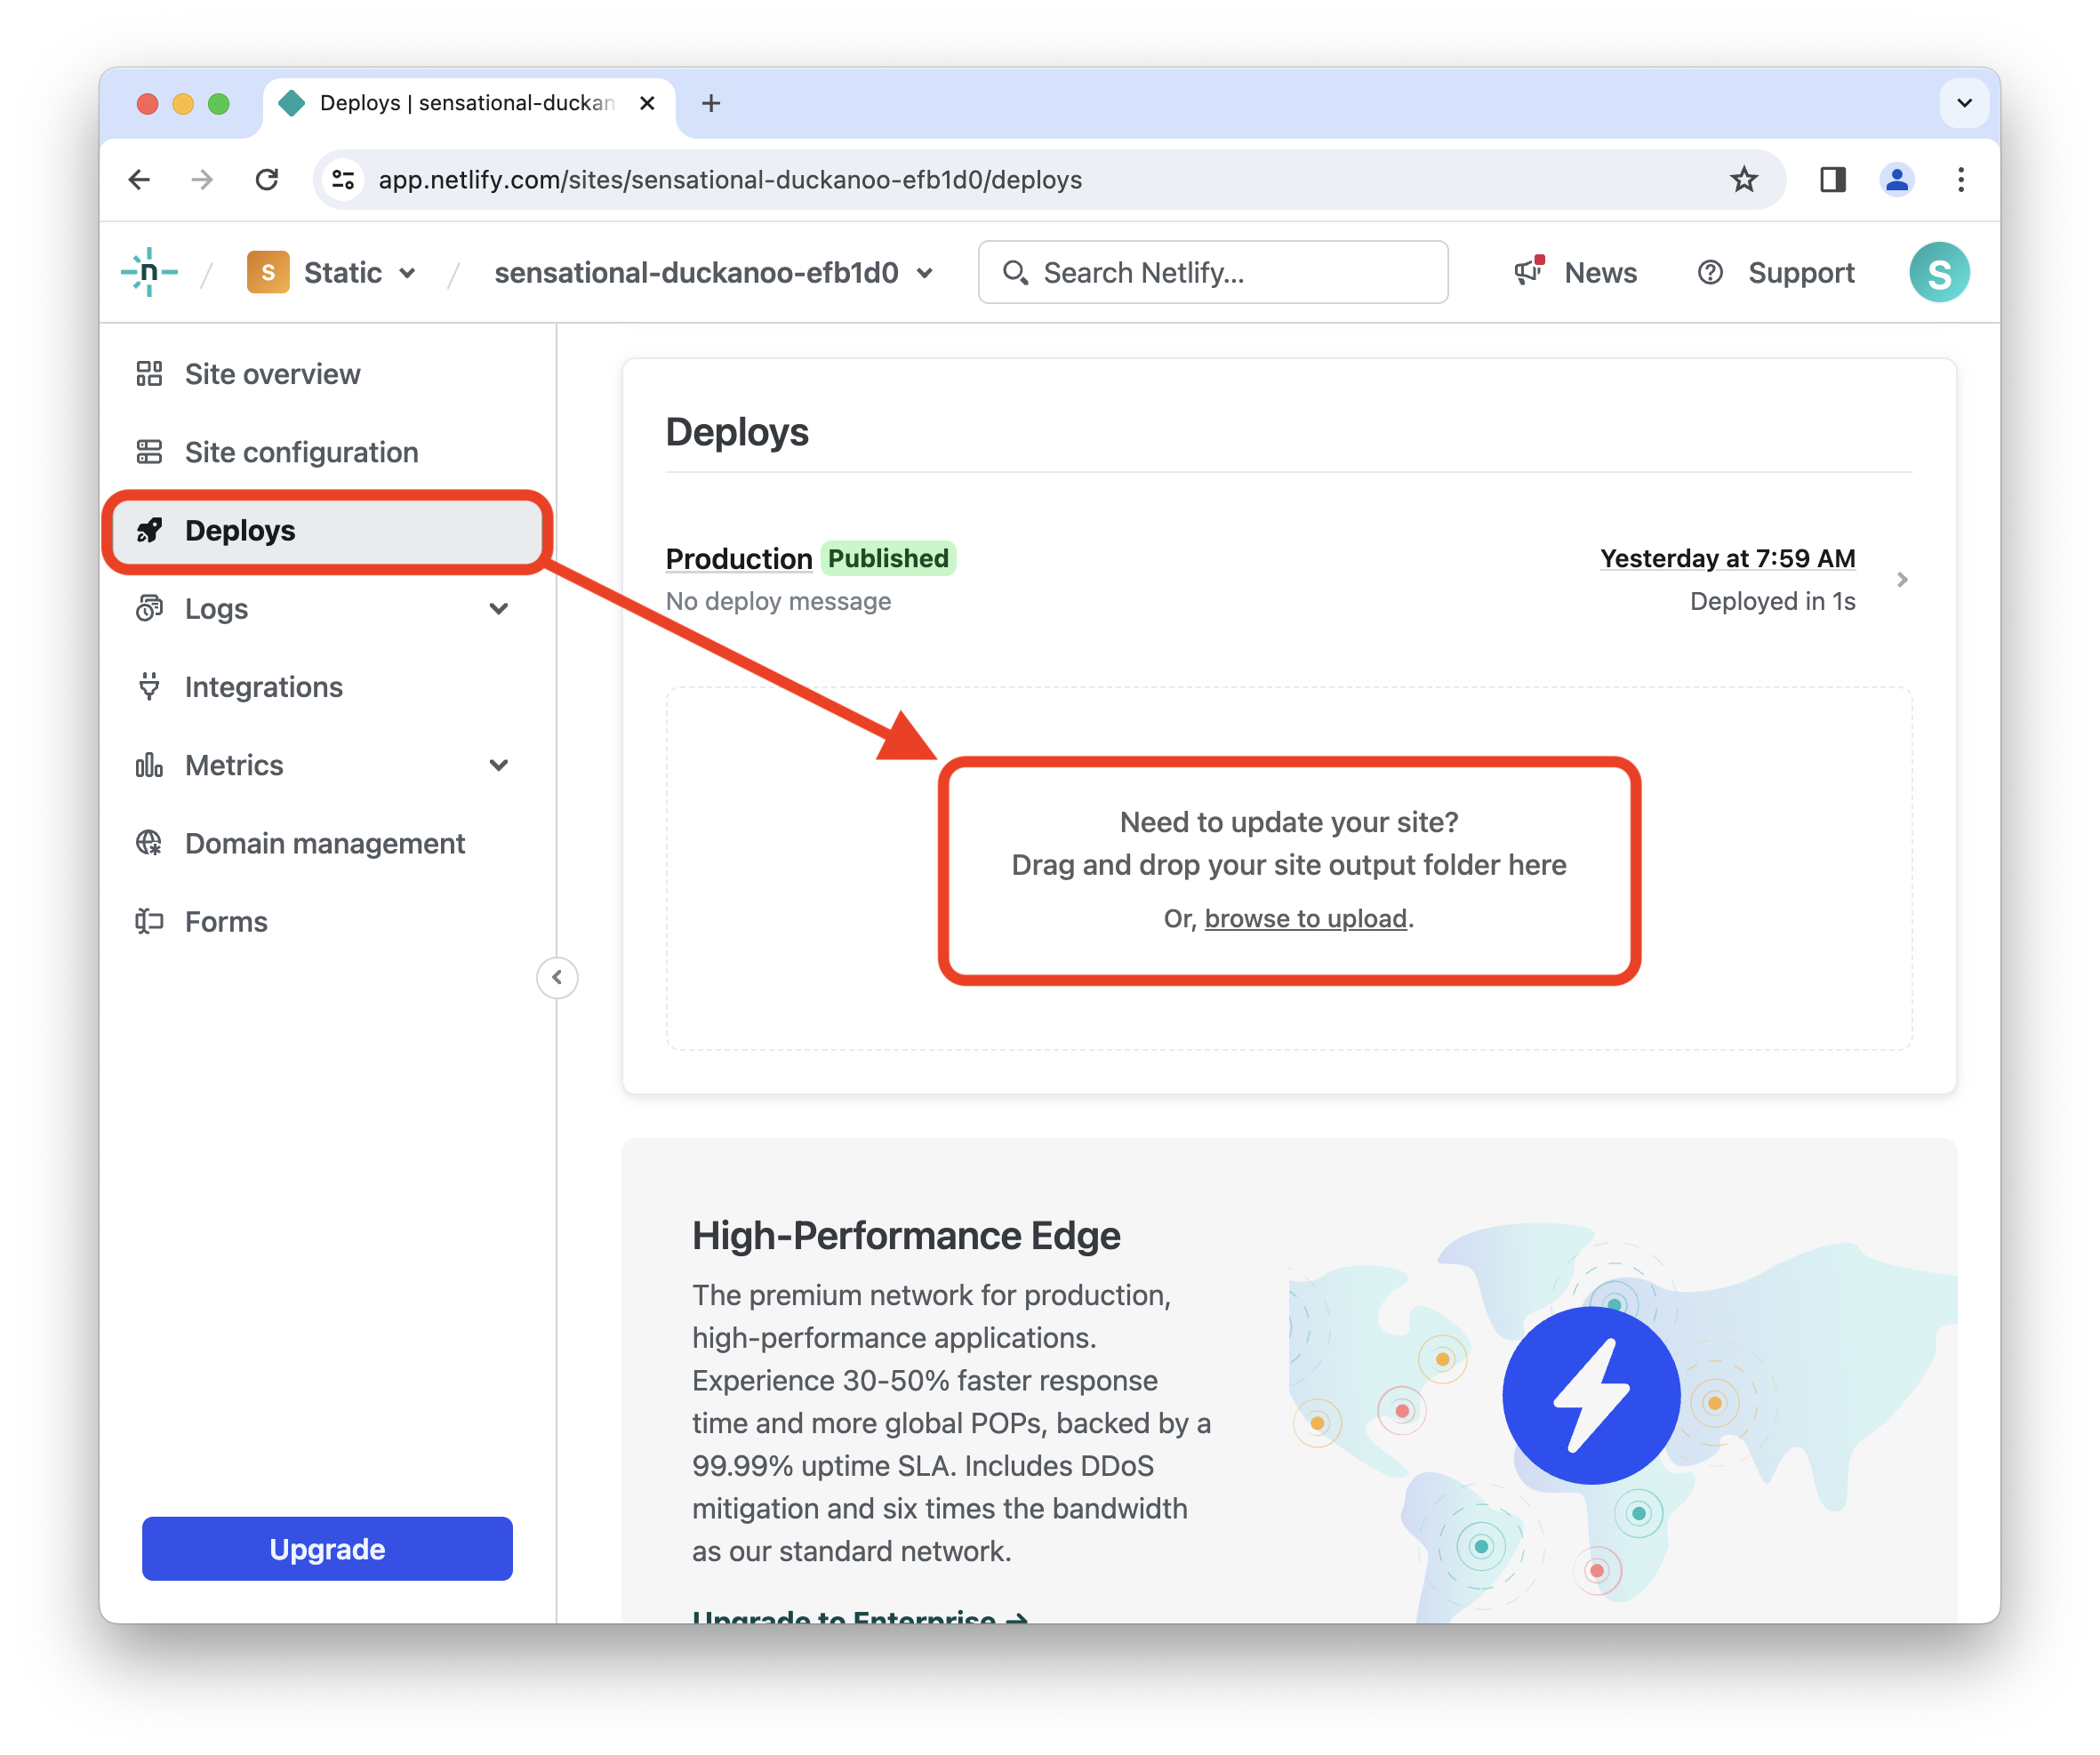 Deploys | sensational-duckan
app.netlify.com/sites/sensational-duckanoo-efb1d0/deploys
n / S Static / sensational-duckanoo-efb1d0 Search Netlify... News Support S
Site overview
Site configuration
Deploys
Logs
Integrations
Metrics
Domain management
Forms
Upgrade
Deploys
Production Published
No deploy message
Yesterday at 7:59 AM
Deployed in 1s
Need to update your site?
Drag and drop your site output folder here
Or, browse to upload.
High-Performance Edge
The premium network for production,
high-performance applications.
Experience 30-50% faster response
time and more global POPs, backed by a
99.99% uptime SLA. Includes DDoS
mitigation and six times the bandwidth
as our standard network.
Upgrade to Enterprise →